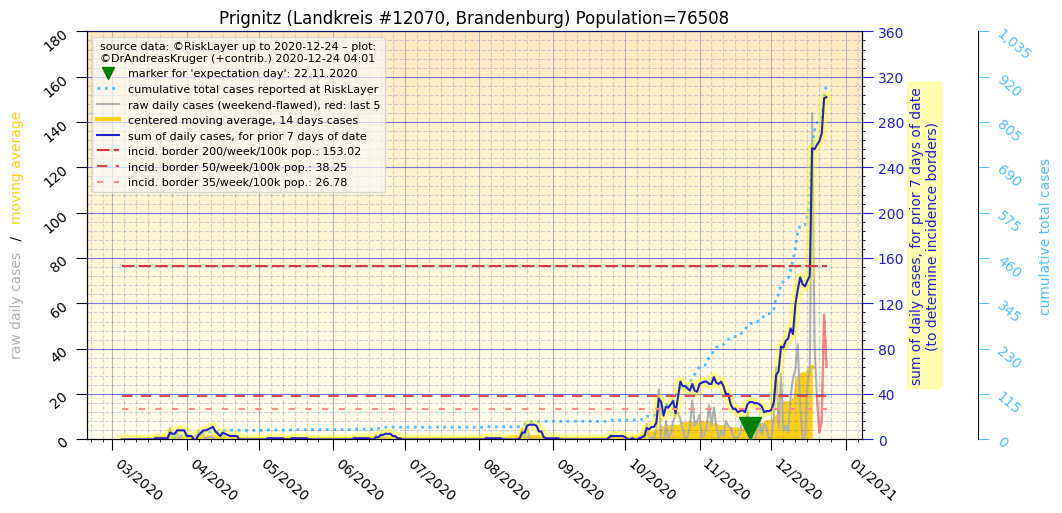 Prignitz (Landkreis #12070, Brandenburg) Population=76508
source data: ©RiskLayer up to 2020-12-24 – plot:
©DrAndreasKruger (+contrib.) 2020-12-24 04:01
marker for 'expectation day': 22.11.2020
cumulative total cases reported at RiskLayer
raw daily cases (weekend-flawed), red: last 5
centered moving average, 14 days cases
sum of daily cases, for prior 7 days of date
incid. border 200/week/100k pop.: 153.02
incid. border 50/week/100k pop.: 38.25
incid. border 35/week/100k pop.: 26.78
raw daily cases / moving average
180
160
140
120
100
80
60
40
20
0
03/2020
04/2020
05/2020
06/2020
07/2020
08/2020
09/2020
10/2020
11/2020
12/2020
01/2021
360
320
280
240
200
160
120
80
40
0
sum of daily cases, for prior 7 days of date
(to determine incidence borders)
1,035
920
805
690
575
460
345
230
115
0
cumulative total cases